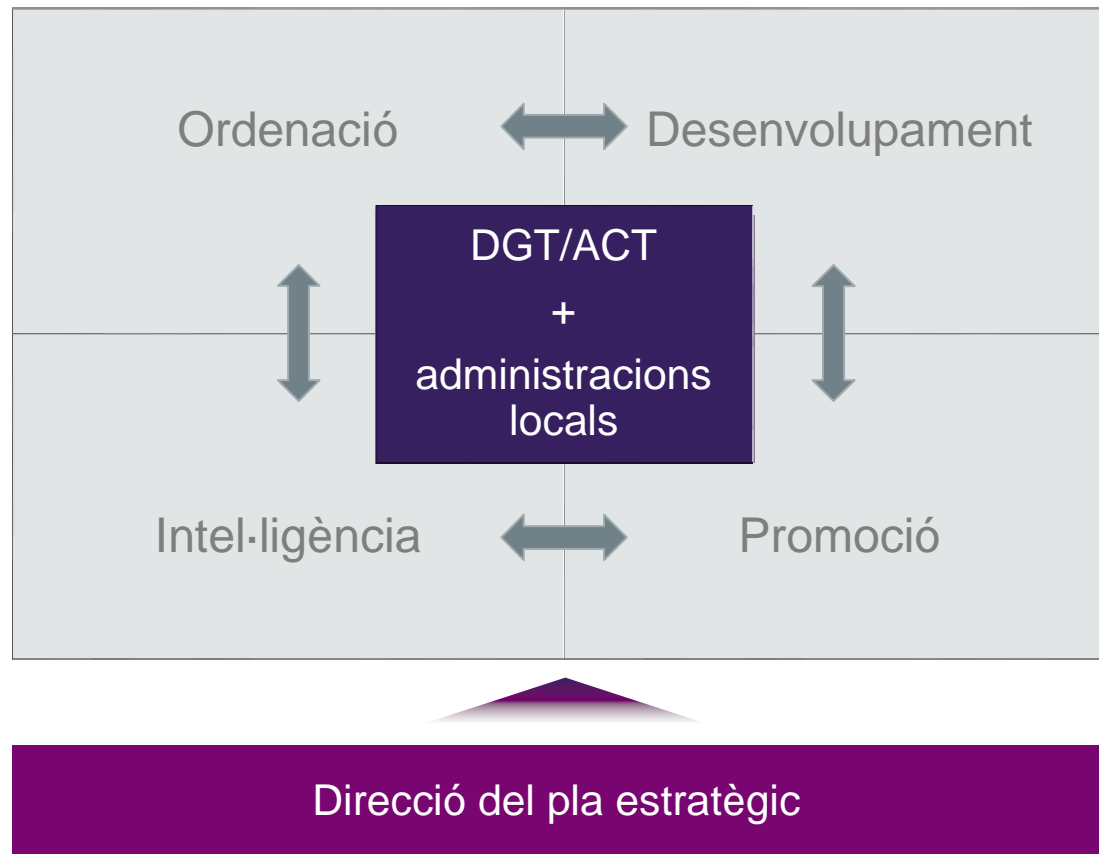 Ordenació
Desenvolupament
DGT/ACT
+
administracions
locals
Intel·ligència
Promoció
Direcció del pla estratègic